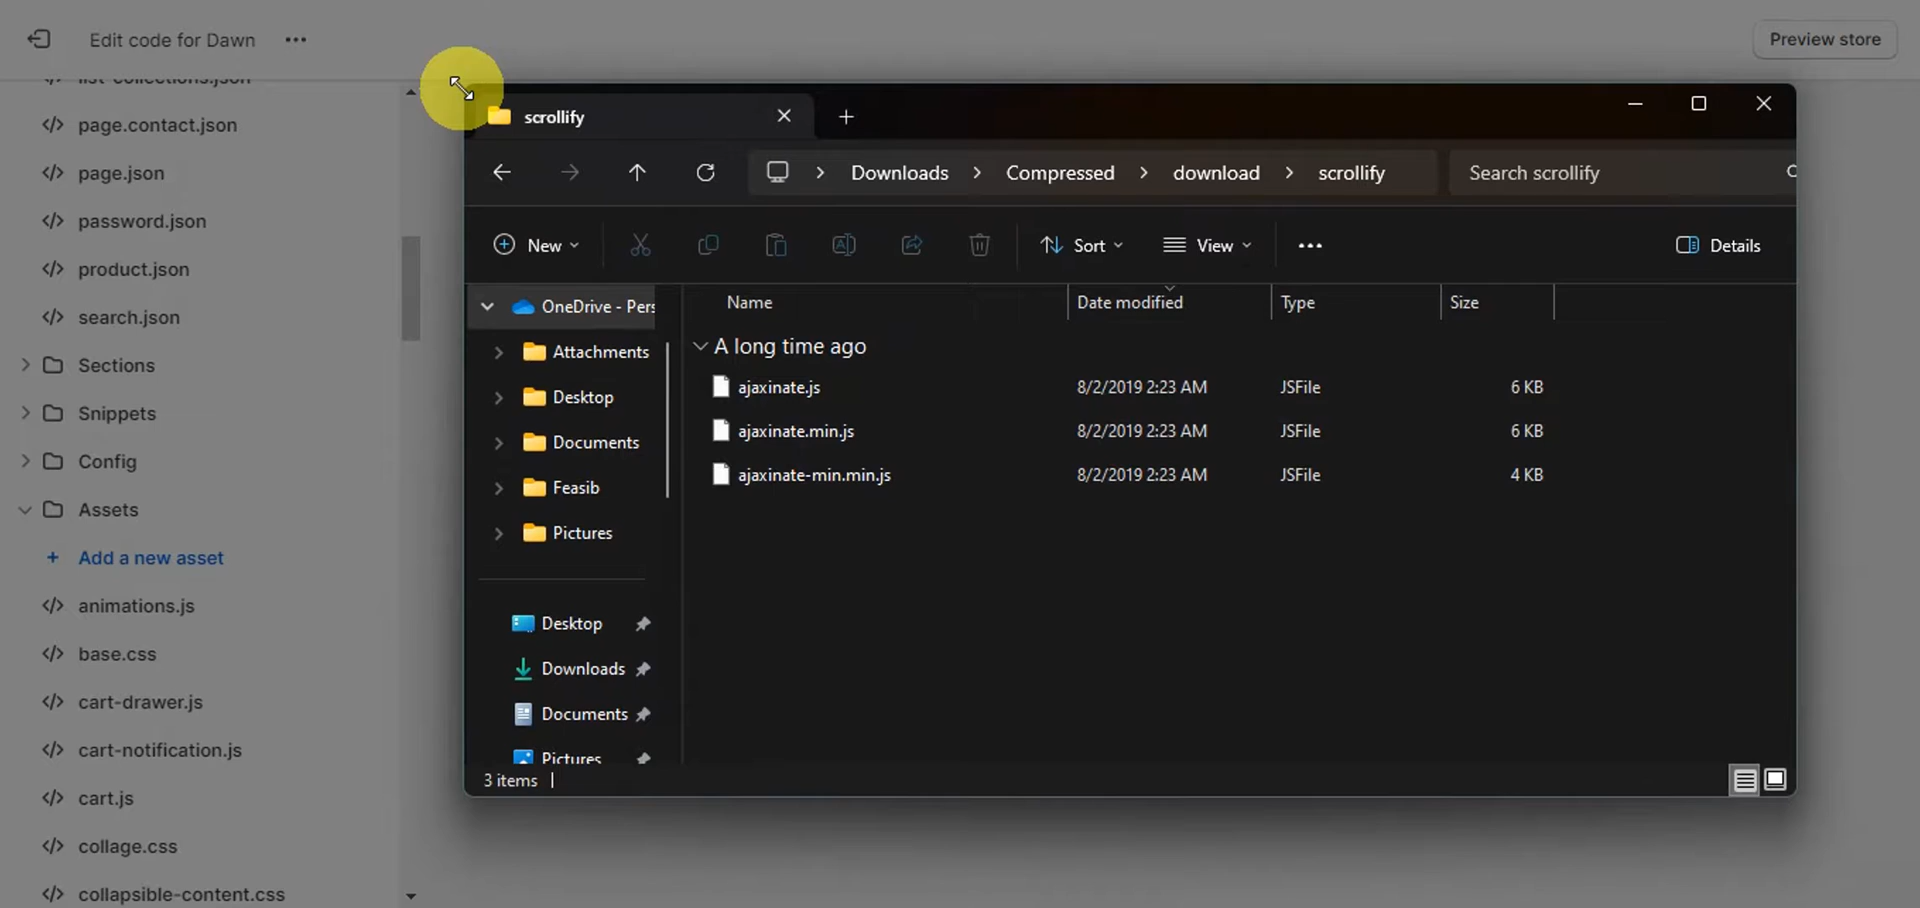 Edit code for Dawn
Preview store
list-collections.json
page.contact.json
page.json
password.json
product.json
search.json
Sections
Snippets
Config
Assets
+ Add a new asset
animations.js
base.css
cart-drawer.js
cart-notification.js
cart.js
collage.css
collapsible-content.css
scrollify
Downloads > Compressed > download > scrollify
Search scrollify
New
Sort
View
Details
OneDrive - Pers
Attachments
Desktop
Documents
Feasib
Pictures
Desktop
Downloads
Documents
Pictures
Name Date modified Type Size
A long time ago
ajaxinate.js 8/2/2019 2:23 AM JSFile 6 KB
ajaxinate.min.js 8/2/2019 2:23 AM JSFile 6 KB
ajaxinate-min.min.js 8/2/2019 2:23 AM JSFile 4 KB
3 items